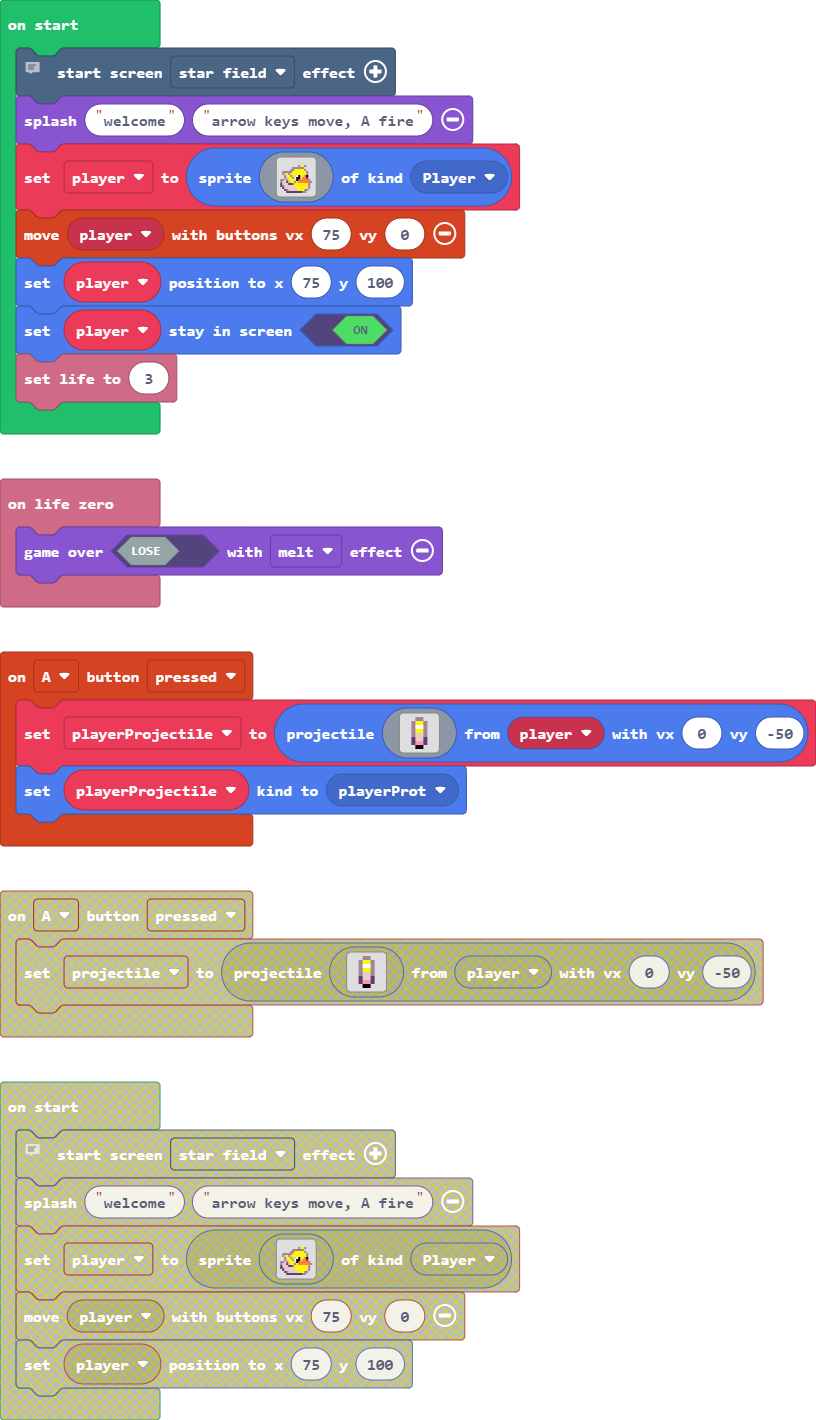 on start
start screen star field effect
splash "welcome" "arrow keys move, A fire"
set player to sprite of kind Player
move player with buttons vx 75 vy 0
set player position to x 75 y 100
set player stay in screen ON
set life to 3
on life zero
game over LOSE with melt effect
on A button pressed
set playerProjectile to projectile from player with vx 0 vy -50
set playerProjectile kind to playerProt
on A button pressed
set projectile to projectile from player with vx 0 vy -50
on start
start screen star field effect
splash "welcome" "arrow keys move, A fire"
set player to sprite of kind Player
move player with buttons vx 75 vy 0
set player position to x 75 y 100